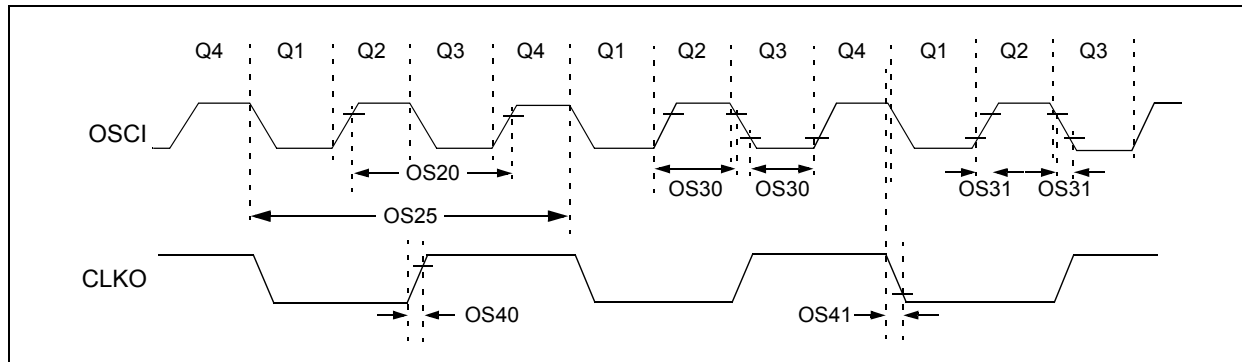 Q4 Q1 Q2 Q3 Q4 Q1 Q2 Q3 Q4 Q1 Q2 Q3
OSCI
OS20
OS30 OS30 OS31 OS31
OS25
CLKO
OS40 OS41